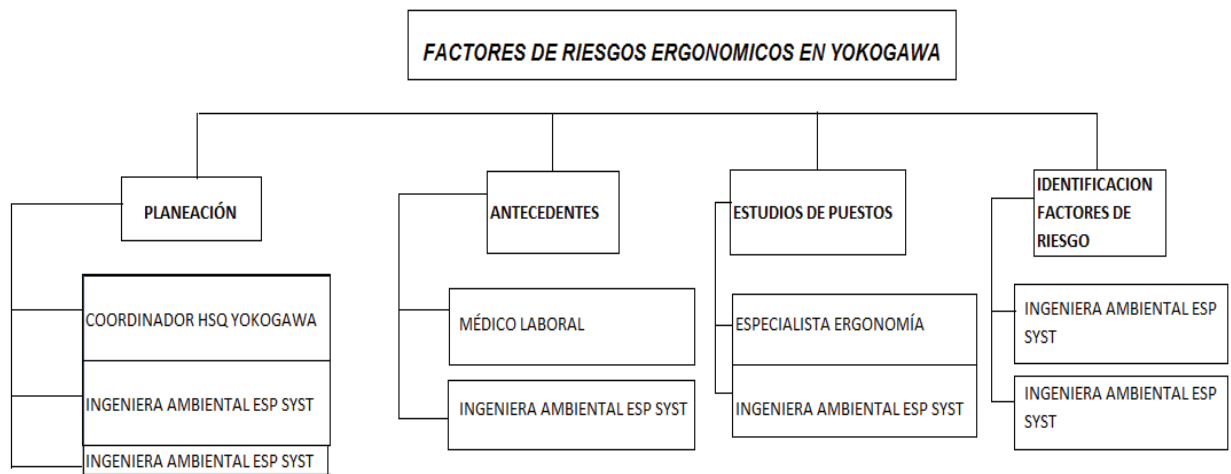 FACTORES DE RIESGOS ERGONOMICOS EN YOKOGAWA
PLANEACIÓN
COORDINADOR HSQ YOKOGAWA
INGENIERA AMBIENTAL ESP SYST
INGENIERA AMBIENTAL ESP SYST
ANTECEDENTES
MÉDICO LABORAL
INGENIERA AMBIENTAL ESP SYST
ESTUDIOS DE PUESTOS
ESPECIALISTA ERGONOMÍA
INGENIERA AMBIENTAL ESP SYST
IDENTIFICACION
FACTORES DE
RIESGO
INGENIERA AMBIENTAL ESP
SYST
INGENIERA AMBIENTAL ESP
SYST